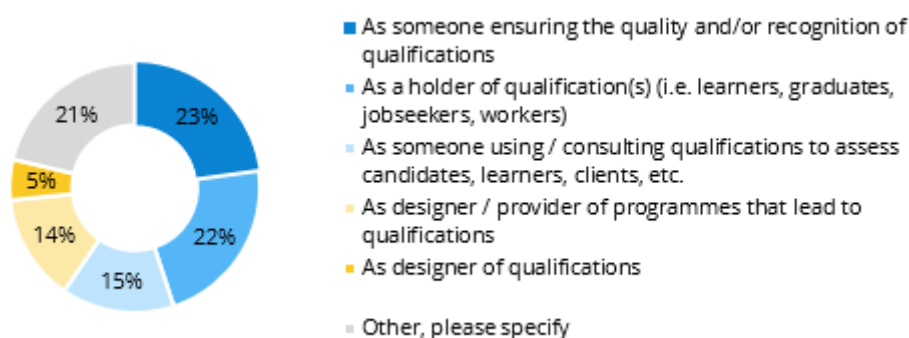 As someone ensuring the quality and/or recognition of
qualifications
As a holder of qualification(s) (i.e. learners, graduates,
jobseekers, workers)
As someone using / consulting qualifications to assess
candidates, learners, clients, etc.
As designer / provider of programmes that lead to
qualifications
As designer of qualifications
Other, please specify
23%
22%
15%
14%
5%
21%